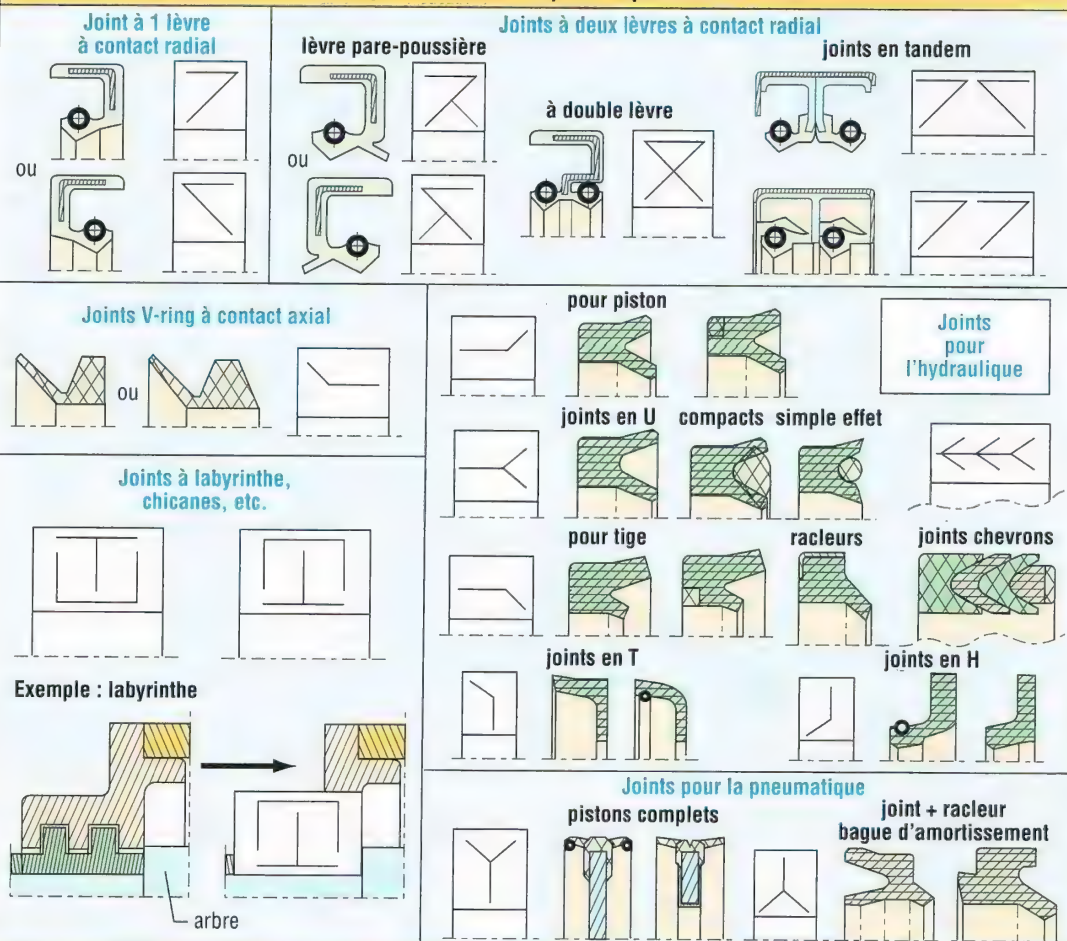 Joint à 1 lèvre
à contact radial
ou
Joints à deux lèvres à contact radial
lèvre pare-poussière
ou
à double lèvre
joints en tandem
Joints V-ring à contact axial
ou
Joints à labyrinthe,
chicanes, etc.
Exemple : labyrinthe
arbre
pour piston
Joints
pour
l'hydraulique
joints en U compacts simple effet
pour tige racleurs joints chevrons
joints en T joints en H
Joints pour la pneumatique
pistons complets
joint + racleur
bague d'amortissement